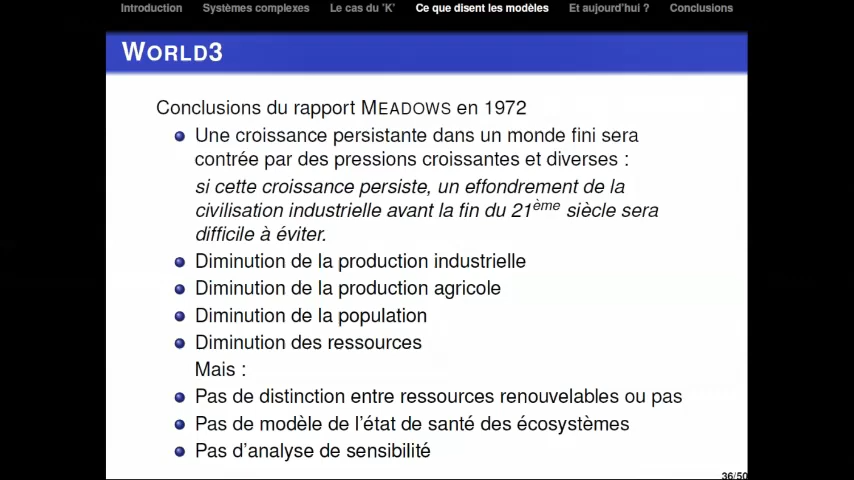 Introduction Systèmes complexes Le cas du 'K' Ce que disent les modèles Et aujourd'hui ? Conclusions
WORLD3
Conclusions du rapport MEADOWS en 1972
Une croissance persistante dans un monde fini sera
contrée par des pressions croissantes et diverses :
si cette croissance persiste, un effondrement de la
civilisation industrielle avant la fin du 21ème siècle sera
difficile à éviter.
Diminution de la production industrielle
Diminution de la production agricole
Diminution de la population
Diminution des ressources
Mais :
Pas de distinction entre ressources renouvelables ou pas
Pas de modèle de l'état de santé des écosystèmes
Pas d'analyse de sensibilité
36/50